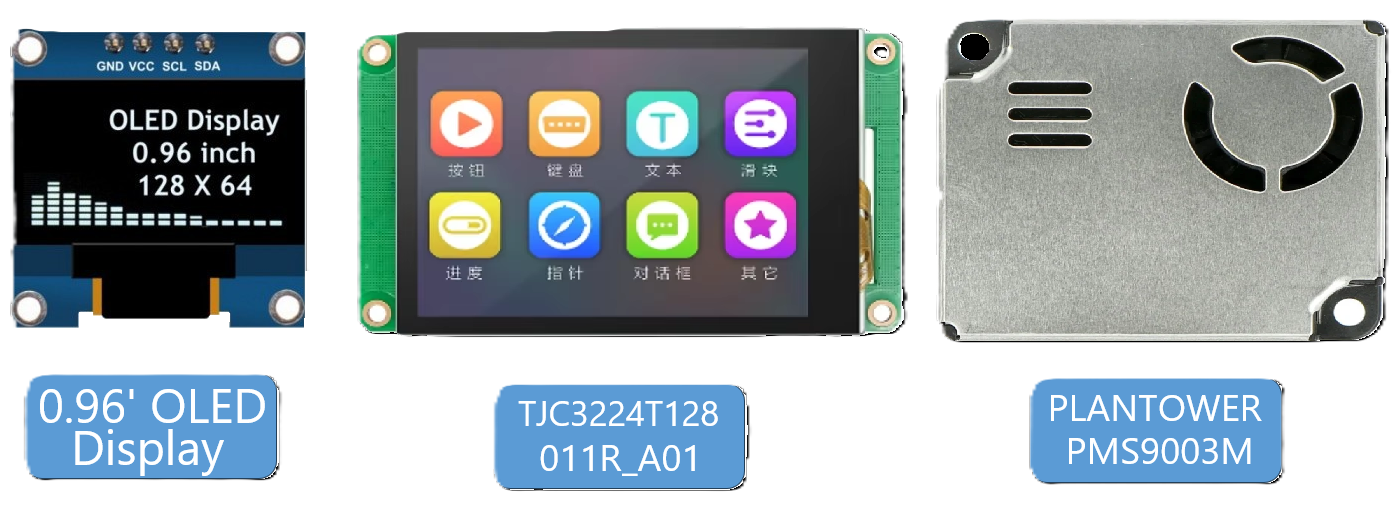 GND VCC SCL SDA
OLED Display
0.96 inch
128 X 64
按钮
键盘
文本
滑块
进度
指针
对话框
其它
0.96' OLED
Display
TJC3224T128
011R_A01
PLANTOWER
PMS9003M